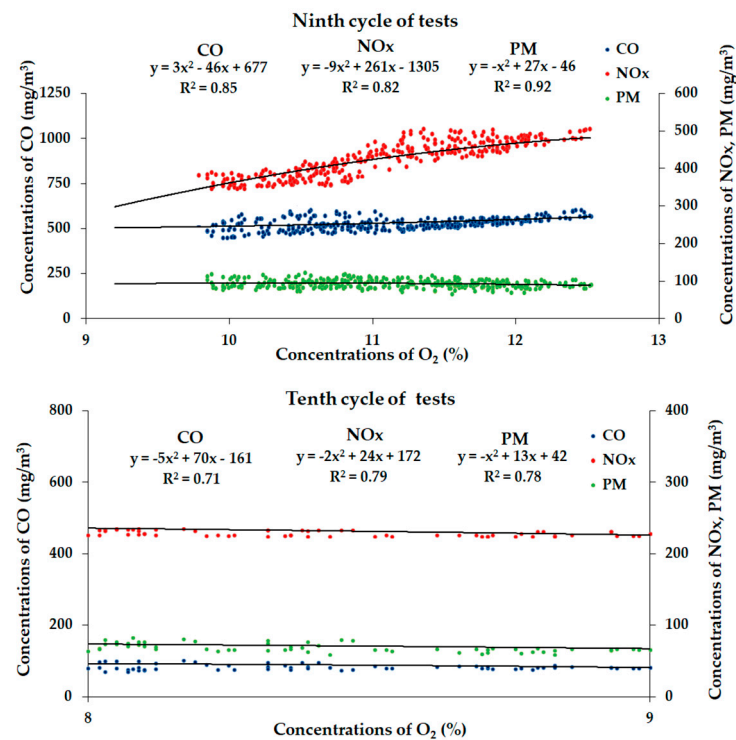 Ninth cycle of tests
CO NOx PM
y = 3x² - 46x + 677 y = -9x² + 261x - 1305 y = -x² + 27x - 46
R² = 0.85 R² = 0.82 R² = 0.92
CO
NOx
PM
Concentrations of CO (mg/m³)
1250
1000
750
500
250
0
600
500
400
300
200
100
0
Concentrations of NOx, PM (mg/m³)
9 10 11 12 13
Concentrations of O₂ (%)
Tenth cycle of tests
CO NOx PM
y = -5x² + 70x - 161 y = -2x² + 24x + 172 y = -x² + 13x + 42
R² = 0.71 R² = 0.79 R² = 0.78
CO
NOx
PM
Concentrations of CO (mg/m³)
800
600
400
200
0
400
300
200
100
0
Concentrations of NOx, PM (mg/m³)
8 9
Concentrations of O₂ (%)